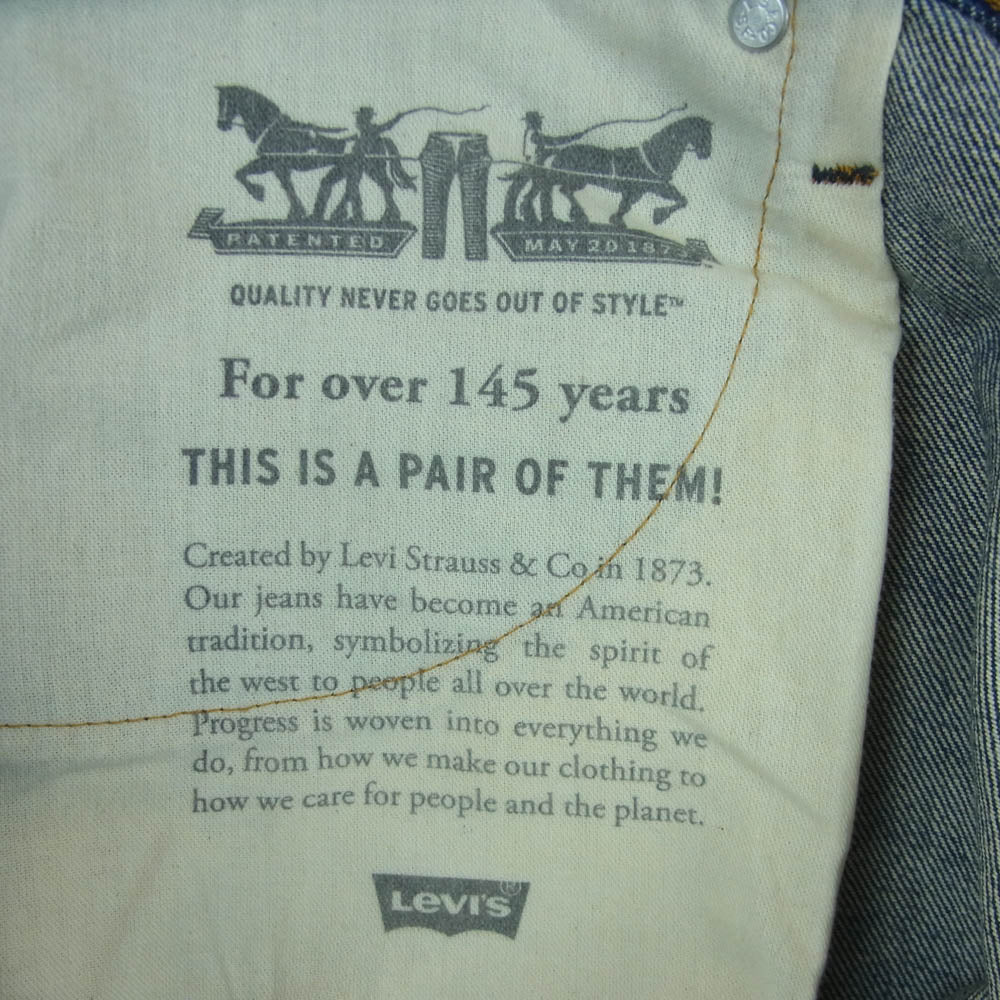 PATENTED MAY 20 1873
QUALITY NEVER GOES OUT OF STYLE™
For over 145 years
THIS IS A PAIR OF THEM!
Created by Levi Strauss & Co in 1873.
Our jeans have become an American
tradition, symbolizing the spirit of
the west to people all over the world.
Progress is woven into everything we
do, from how we make our clothing to
how we care for people and the planet.
LEVI'S®